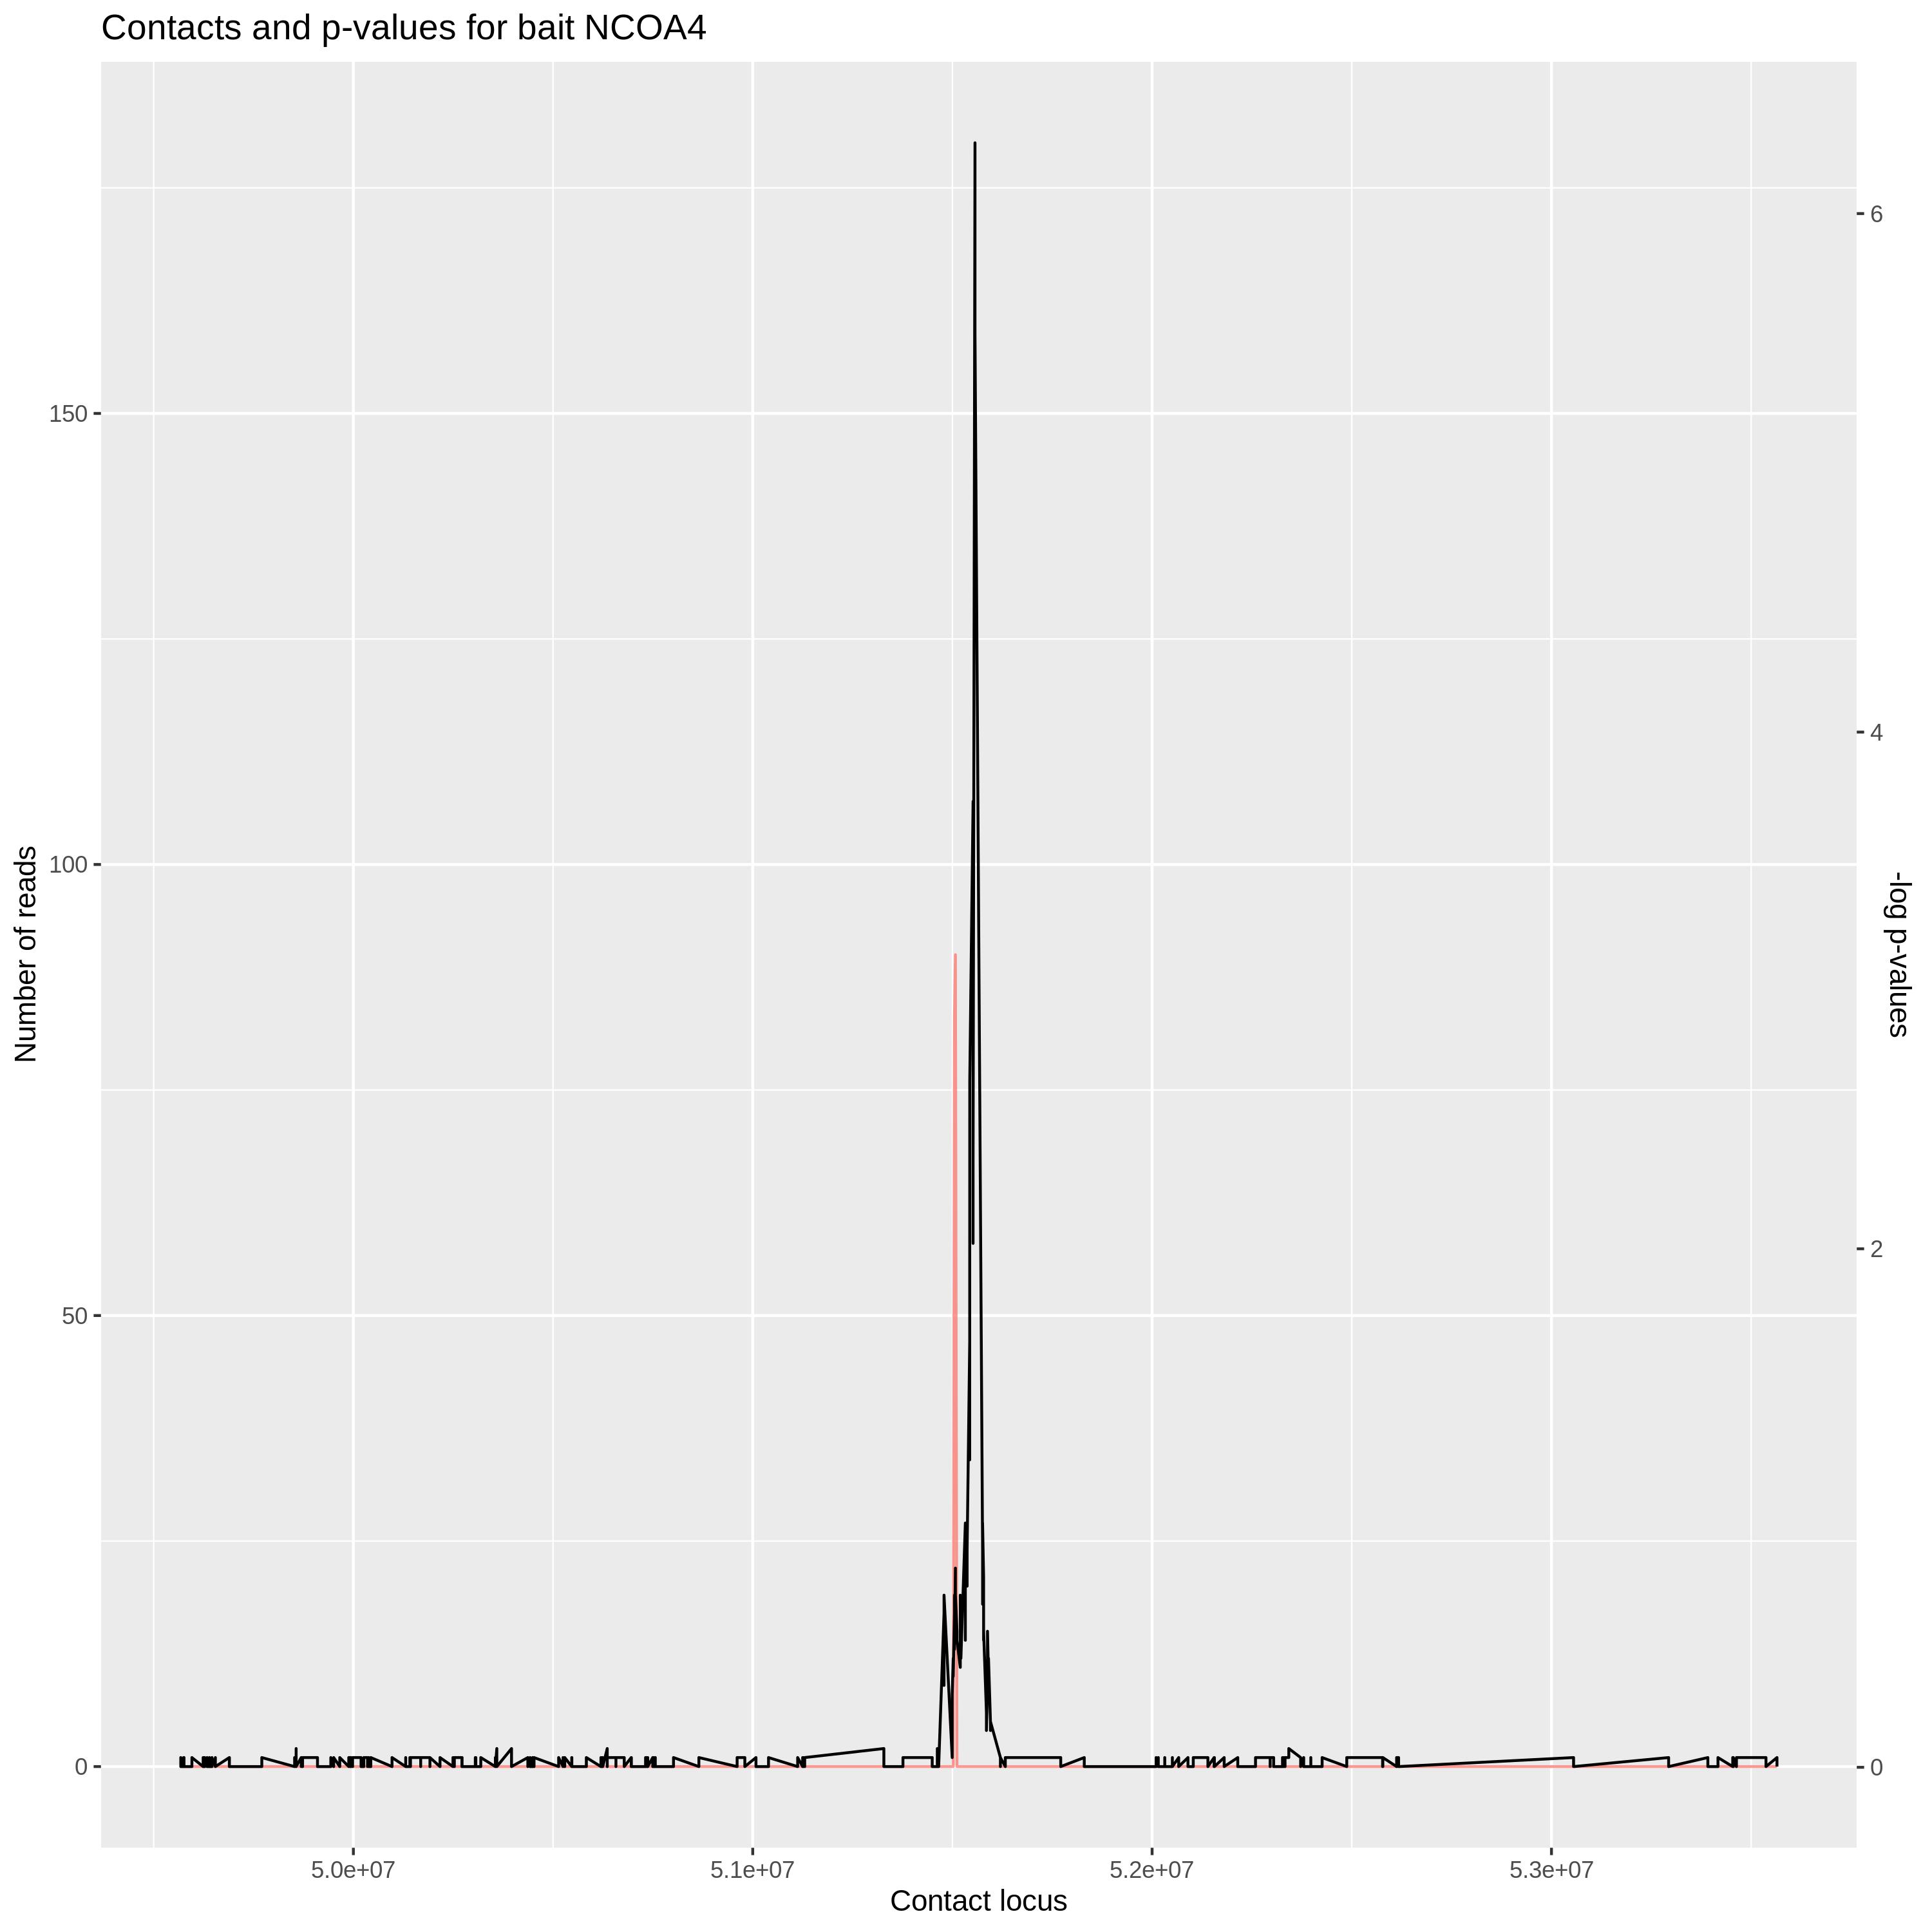 Contacts and p-values for bait NCOA4
Number of reads
150
100
50
0
6
4
2
0
-log p-values
5.0e+07
5.1e+07
5.2e+07
5.3e+07
Contact locus